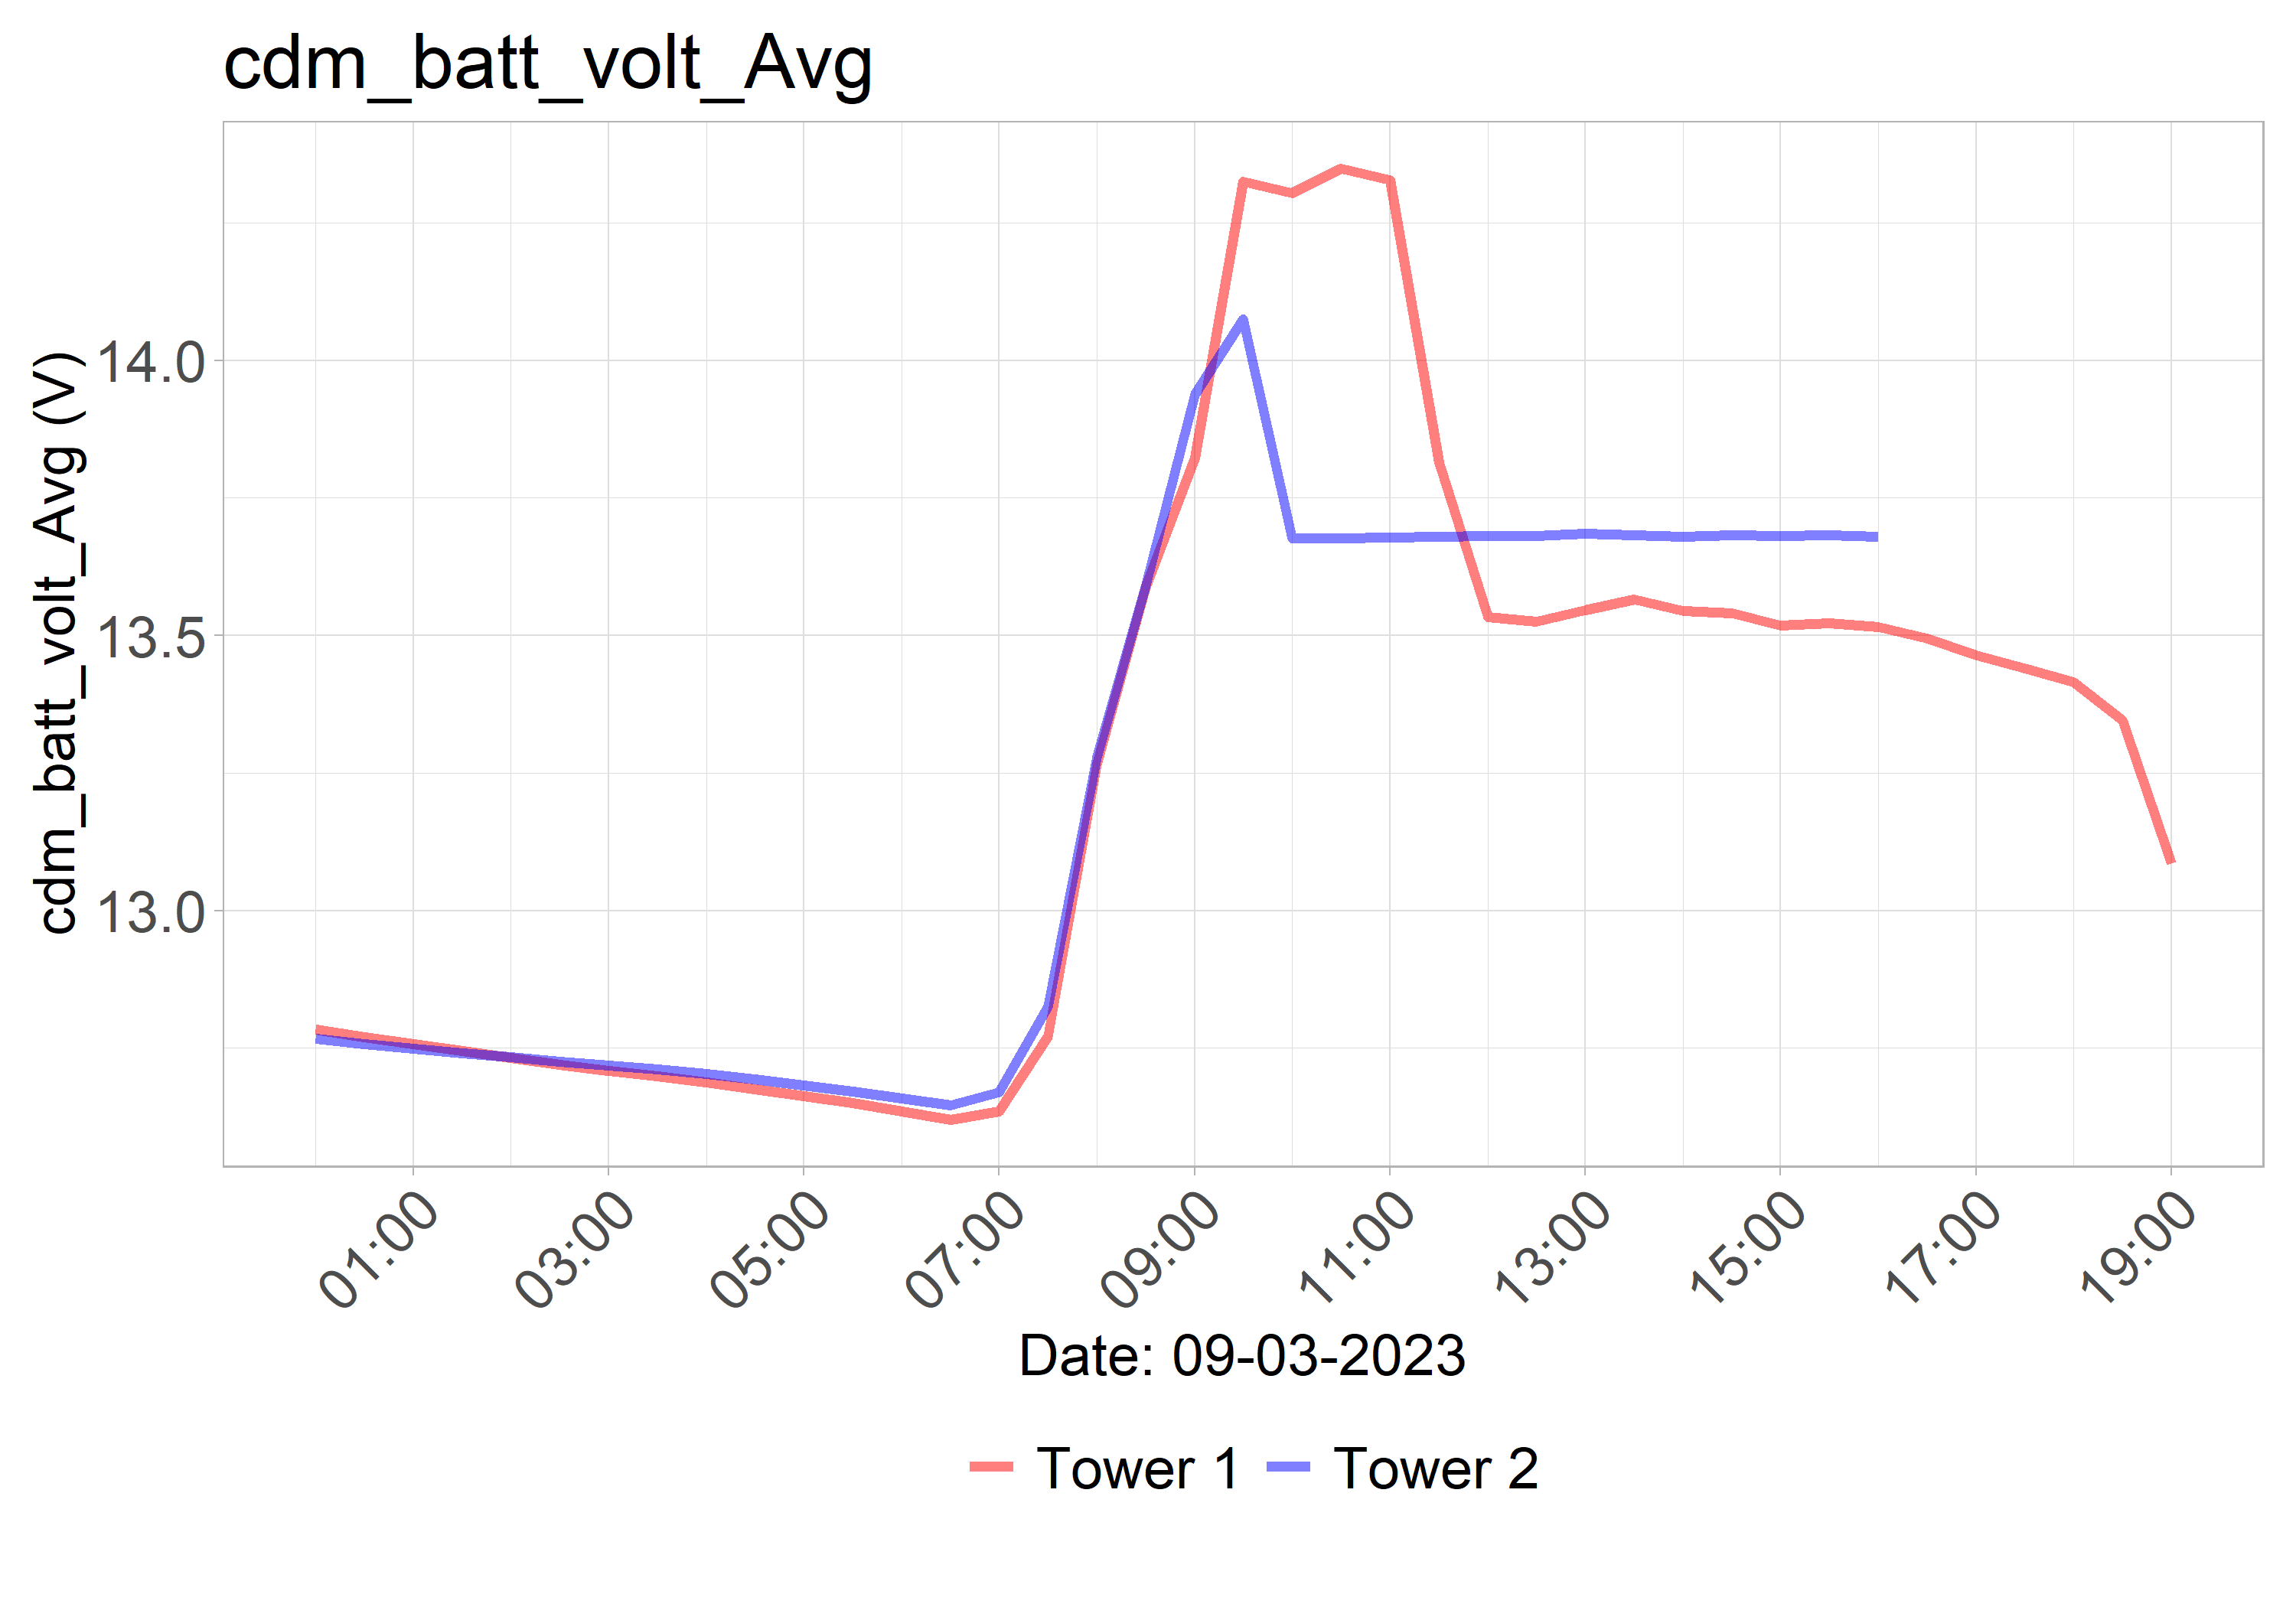 cdm_batt_volt_Avg
cdm_batt_volt_Avg (V)
14.0
13.5
13.0
01:00 03:00 05:00 07:00 09:00 11:00 13:00 15:00 17:00 19:00
Date: 09-03-2023
Tower 1 Tower 2